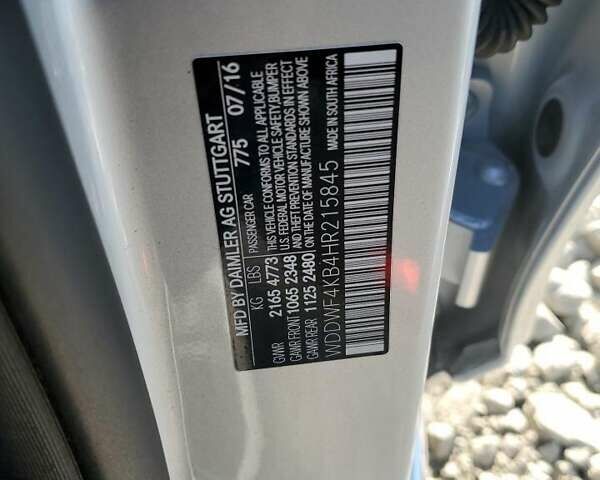 MFD BY DAIMLER AG STUTTGART
775 07/16
KG LBS PASSENGER CAR
GVWR 2165 4773 THIS VEHICLE CONFORMS TO ALL APPLICABLE
GAWR FRONT 1065 2348 U.S. FEDERAL MOTOR VEHICLE SAFETY,BUMPER
GAWR REAR 1125 2480 AND THEFT PREVENTION STANDARDS IN EFFECT
ON THE DATE OF MANUFACTURE SHOWN ABOVE
WDDWF4KB4HR215845 MADE IN SOUTH AFRICA